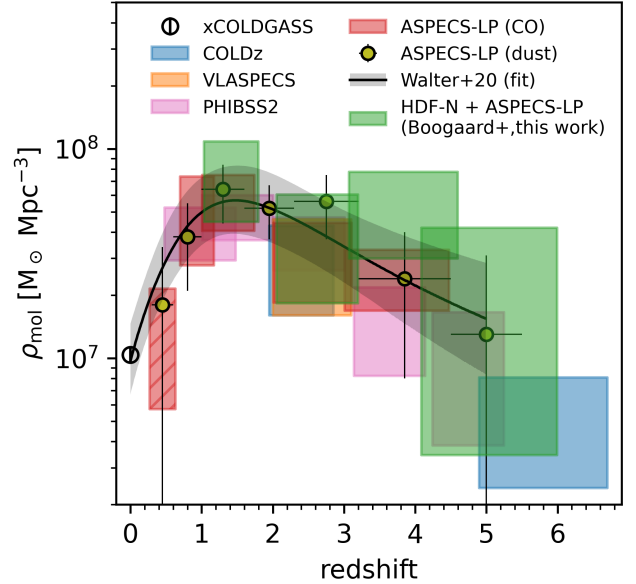 xCOLDGASS
COLDz
VLASPECS
PHIBSS2
ASPECS-LP (CO)
ASPECS-LP (dust)
Walter+20 (fit)
HDF-N + ASPECS-LP
(Boogaard+,this work)
10⁸
10⁷
ρmol [M⊙ Mpc⁻³]
0 1 2 3 4 5 6
redshift